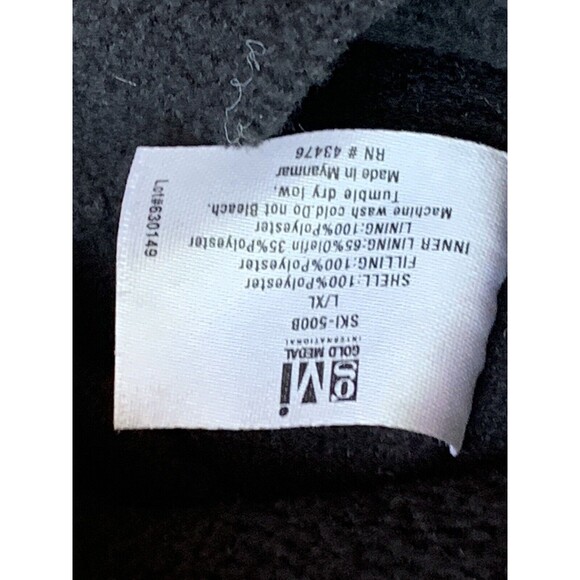 GMi
GOLD MEDAL
INTERNATIONAL
SKI-500B
L/XL
SHELL:100%Polyester
FILLING:100%Polyester
INNER LINING:65%Olefin 35%Polyester
LINING:100%Polyester
Machine wash cold.Do not Bleach.
Tumble dry low.
Made in Myanmar
RN # 43476
Lot#630149